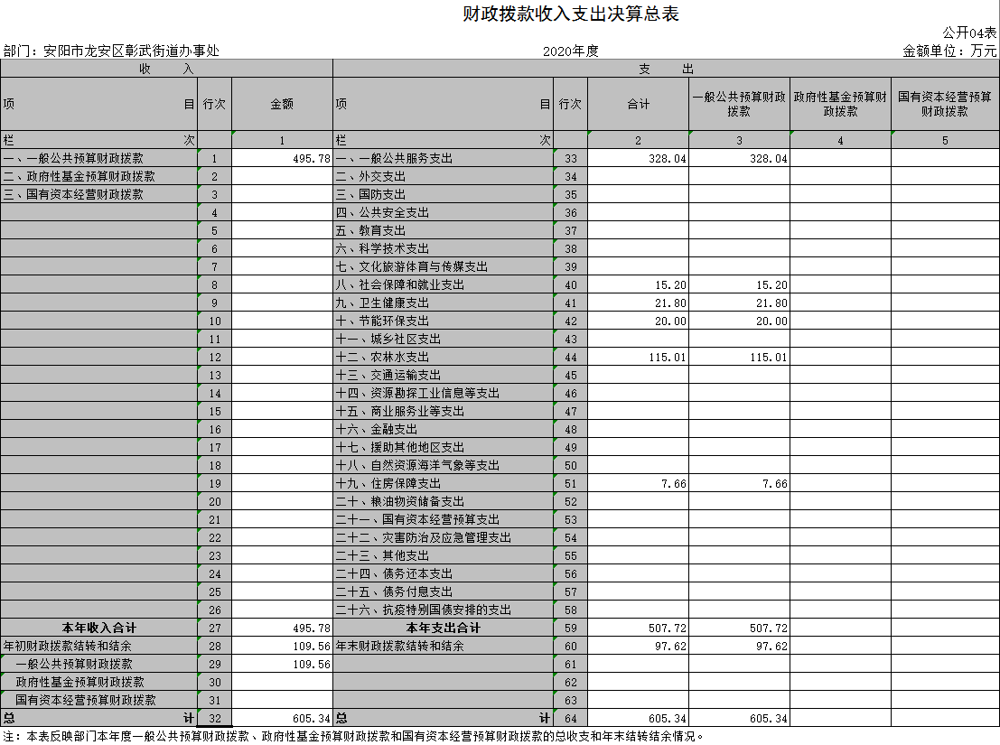 财政拨款收入支出决算总表
公开04表
部门：安阳市龙安区彰武街道办事处 2020年度 金额单位：万元
收 入 支 出
项 目 行次 金额 项 目 行次 合计 一般公共预算财政拨款 政府性基金预算财政拨款 国有资本经营预算财政拨款
栏 次 1 栏 次 2 3 4 5
一、一般公共预算财政拨款 1 495.78 一、一般公共服务支出 33 328.04 328.04
二、政府性基金预算财政拨款 2 二、外交支出 34
三、国有资本经营财政拨款 3 三、国防支出 35
4 四、公共安全支出 36
5 五、教育支出 37
6 六、科学技术支出 38
7 七、文化旅游体育与传媒支出 39
8 八、社会保障和就业支出 40 15.20 15.20
9 九、卫生健康支出 41 21.80 21.80
10 十、节能环保支出 42 20.00 20.00
11 十一、城乡社区支出 43
12 十二、农林水支出 44 115.01 115.01
13 十三、交通运输支出 45
14 十四、资源勘探工业信息等支出 46
15 十五、商业服务业等支出 47
16 十六、金融支出 48
17 十七、援助其他地区支出 49
18 十八、自然资源海洋气象等支出 50
19 十九、住房保障支出 51 7.66 7.66
20 二十、粮油物资储备支出 52
21 二十一、国有资本经营预算支出 53
22 二十二、灾害防治及应急管理支出 54
23 二十三、其他支出 55
24 二十四、债务还本支出 56
25 二十五、债务付息支出 57
26 二十六、抗疫特别国债安排的支出 58
本年收入合计 27 495.78 本年支出合计 59 507.72 507.72
年初财政拨款结转和结余 28 109.56 年末财政拨款结转和结余 60 97.62 97.62
一般公共预算财政拨款 29 109.56 61
政府性基金预算财政拨款 30 62
国有资本经营预算财政拨款 31 63
总 计 32 605.34 总 计 64 605.34 605.34
注：本表反映部门本年度一般公共预算财政拨款、政府性基金预算财政拨款和国有资本经营预算财政拨款的总收支和年末结转结余情况。